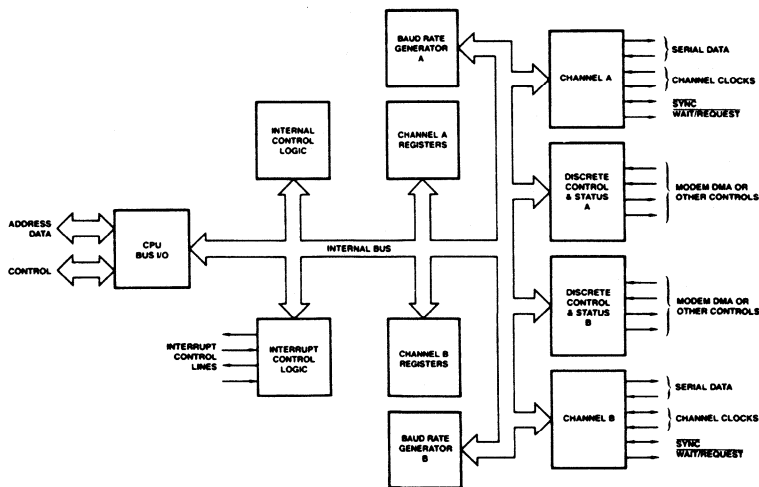 BAUD RATE
GENERATOR
A
CHANNEL A
SERIAL DATA
CHANNEL CLOCKS
SYNC
WAIT/REQUEST
INTERNAL
CONTROL
LOGIC
CHANNEL A
REGISTERS
DISCRETE
CONTROL
& STATUS
A
MODEM DMA OR
OTHER CONTROLS
ADDRESS
DATA
CONTROL
CPU
BUS I/O
INTERNAL BUS
DISCRETE
CONTROL
& STATUS
B
MODEM DMA OR
OTHER CONTROLS
INTERRUPT
CONTROL
LINES
INTERRUPT
CONTROL
LOGIC
CHANNEL B
REGISTERS
BAUD RATE
GENERATOR
B
CHANNEL B
SERIAL DATA
CHANNEL CLOCKS
SYNC
WAIT/REQUEST